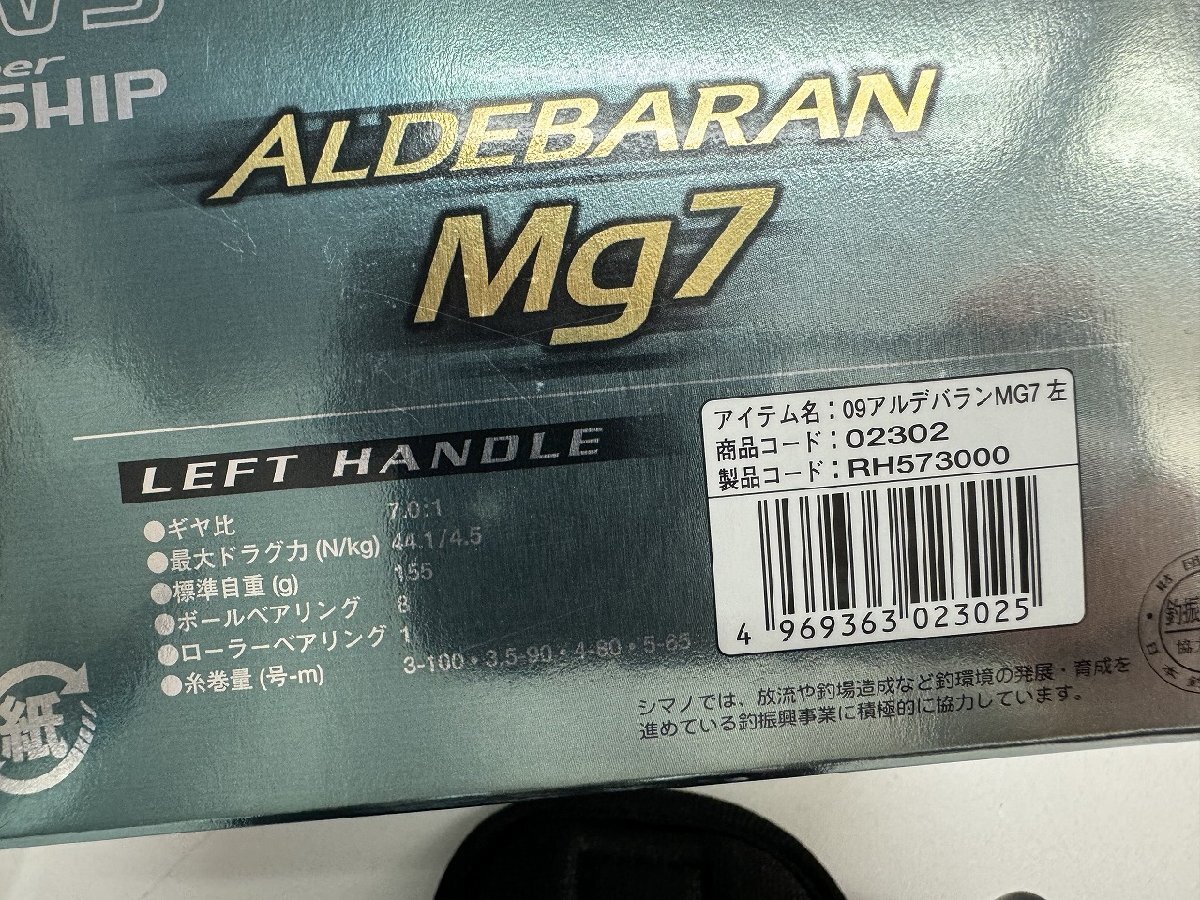 SHIP
ALDEBARAN
Mg7
LEFT HANDLE
●ギヤ比 7.0:1
●最大ドラグ力(N/kg) 44.1/4.5
●標準自重(g) 155
●ボールベアリング 8
●ローラーベアリング 1
●糸巻量(号-m) 3-100・3.5-90・4-80・5-65
アイテム名:09アルデバランMG7 左
商品コード:02302
製品コード:RH573000
4 969363 023025
シマノでは、放流や釣場造成など釣環境の発展・育成を
進めている釣振興事業に積極的に協力しています。
紙